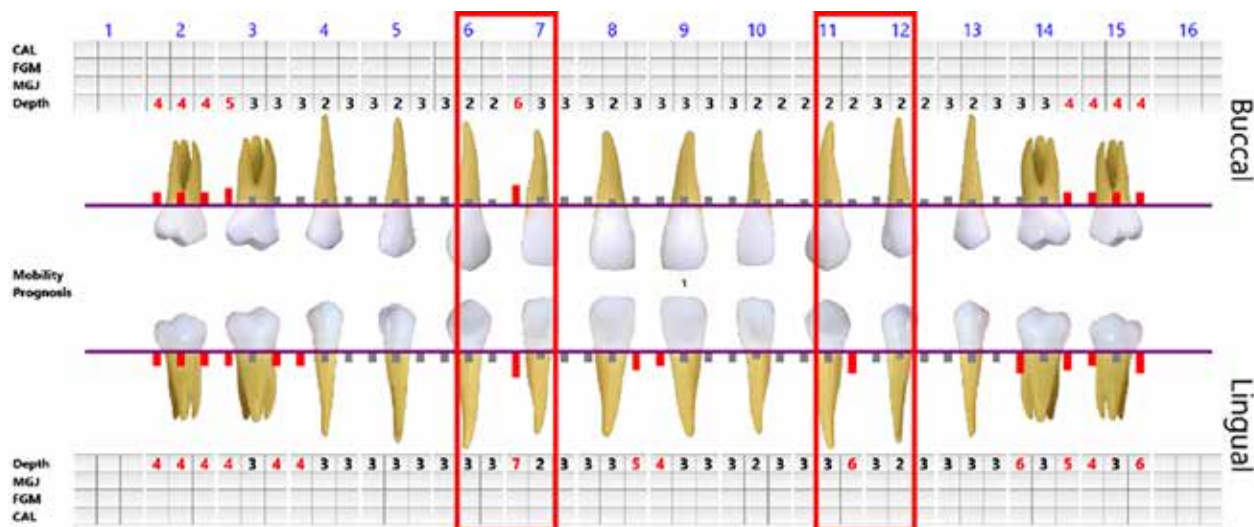 1 2 3 4 5 6 7 8 9 10 11 12 13 14 15 16
CAL
FGM
MGJ
Depth 4 4 4 5 3 3 3 2 3 3 2 3 3 2 2 6 3 3 3 2 3 3 3 3 3 2 2 2 2 2 3 2 2 3 2 3 3 3 4 4 4 4
Buccal
Mobility 1
Prognosis
Lingual
Depth 4 4 4 4 3 4 4 3 3 3 3 3 3 3 3 7 2 3 3 3 5 4 3 3 3 2 3 3 3 6 3 2 3 3 3 3 6 3 5 4 3 6
MGJ
FGM
CAL